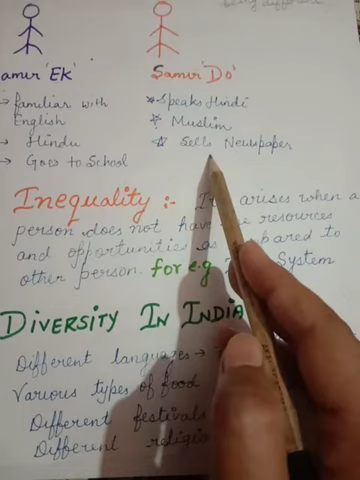 being different
amir 'EK'
Samir 'Do'
→ familiar with English
* Speaks Hindi
* Muslim
→ Hindu
☆ Sells Newspaper
→ Goes to School
Inequality :- It arises when a
person does not have resources
and opportunities as compared to
other person. for e.g System
DIVERSITY IN INDIA
Different languages →
Various types of food
Different festivals
Different